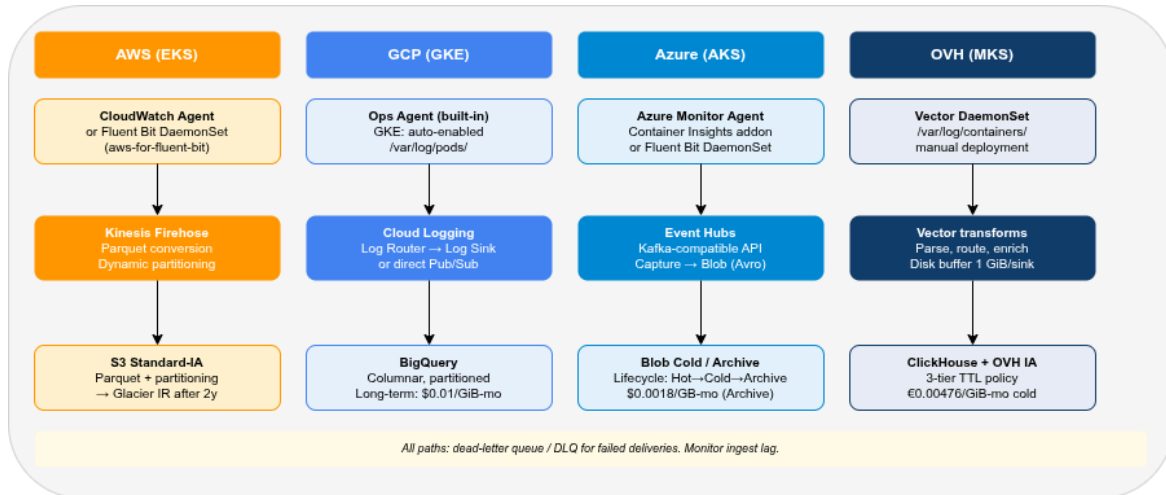 AWS (EKS)
GCP (GKE)
Azure (AKS)
OVH (MKS)
CloudWatch Agent
or Fluent Bit DaemonSet
(aws-for-fluent-bit)
Ops Agent (built-in)
GKE: auto-enabled
/var/log/pods/
Azure Monitor Agent
Container Insights addon
or Fluent Bit DaemonSet
Vector DaemonSet
/var/log/containers/
manual deployment
Kinesis Firehose
Parquet conversion
Dynamic partitioning
Cloud Logging
Log Router → Log Sink
or direct Pub/Sub
Event Hubs
Kafka-compatible API
Capture → Blob (Avro)
Vector transforms
Parse, route, enrich
Disk buffer 1 GiB/sink
S3 Standard-IA
Parquet + partitioning
→ Glacier IR after 2y
BigQuery
Columnar, partitioned
Long-term: $0.01/GiB-mo
Blob Cold / Archive
Lifecycle: Hot→Cold→Archive
$0.0018/GB-mo (Archive)
ClickHouse + OVH IA
3-tier TTL policy
€0.00476/GiB-mo cold
All paths: dead-letter queue / DLQ for failed deliveries. Monitor ingest lag.